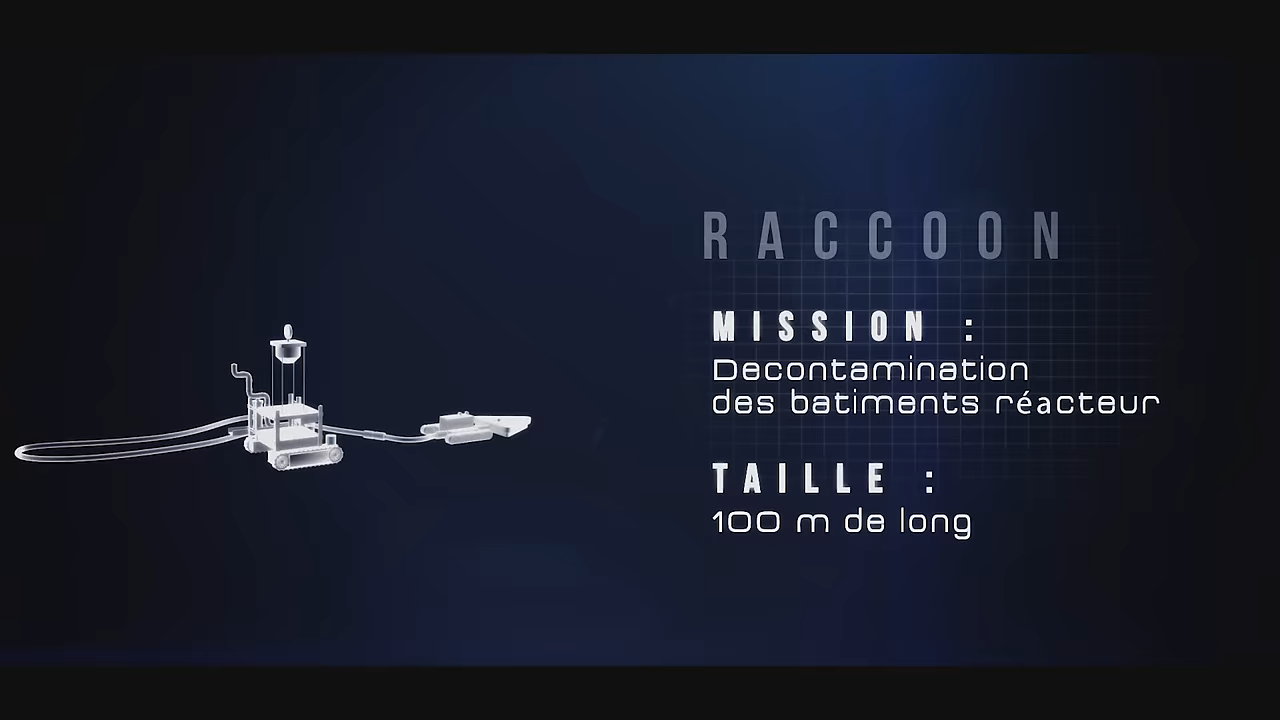 RACCOON
MISSION :
Decontamination
des batiments réacteur
TAILLE :
100 m de long